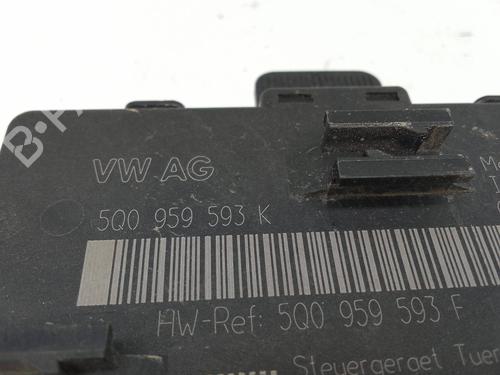 VW AG
5Q0 959 593 K
HW-Ref: 5Q0 959 593 F
Steuergeraet Tuer